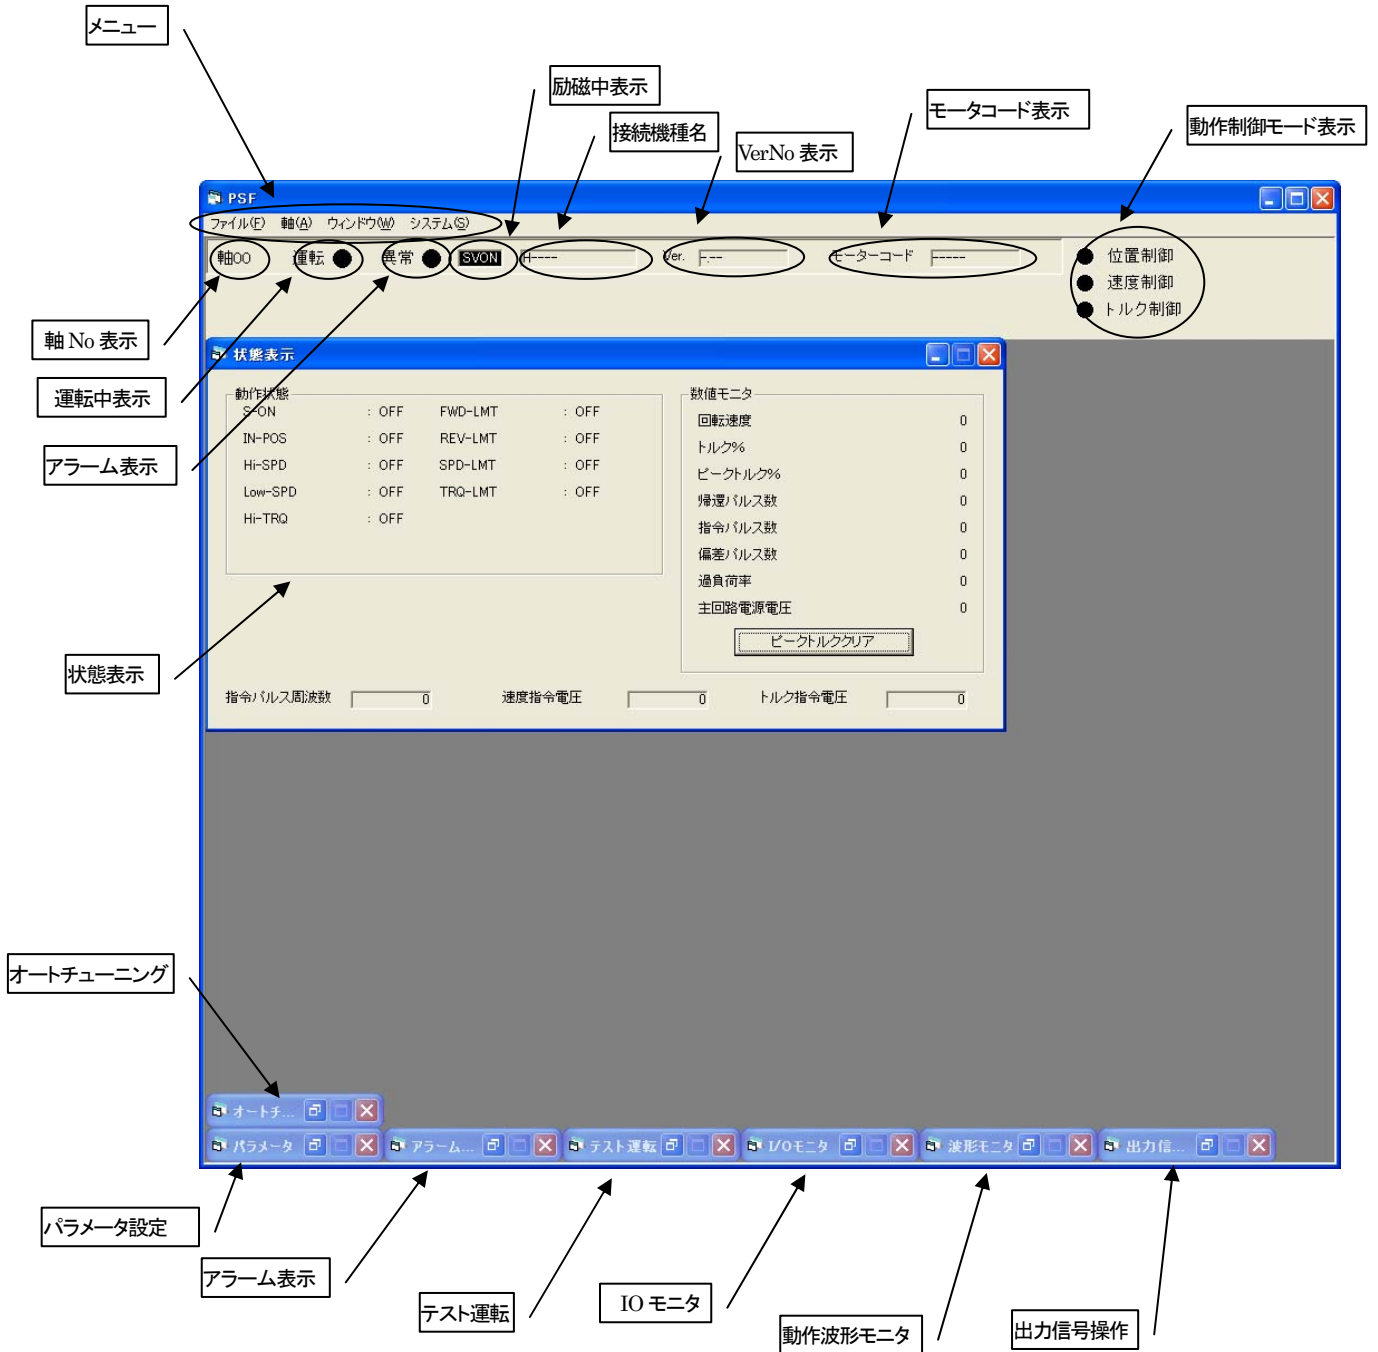 メニュー
励磁中表示
モータコード表示
動作制御モード表示
接続機種名
VerNo 表示
PSF
ファイル(F) 軸(A) ウィンドウ(W) システム(S)
軸00 運転 異常 SVON H---- Ver. -.-- モーターコード -----
位置制御
速度制御
トルク制御
軸 No 表示
運転中表示
アラーム表示
状態表示
動作状態
S-ON : OFF FWD-LMT : OFF
IN-POS : OFF REV-LMT : OFF
Hi-SPD : OFF SPD-LMT : OFF
Low-SPD : OFF TRQ-LMT : OFF
Hi-TRQ : OFF
数値モニタ
回転速度 0
トルク% 0
ピークトルク% 0
帰還パルス数 0
指令パルス数 0
偏差パルス数 0
過負荷率 0
主回路電源電圧 0
ピークトルククリア
状態表示
指令パルス周波数 0 速度指令電圧 0 トルク指令電圧 0
オートチューニング
オートチ...
パラメータ アラーム... テスト運転 I/Oモニタ 波形モニタ 出力信...
パラメータ設定
アラーム表示
テスト運転
IO モニタ
動作波形モニタ
出力信号操作